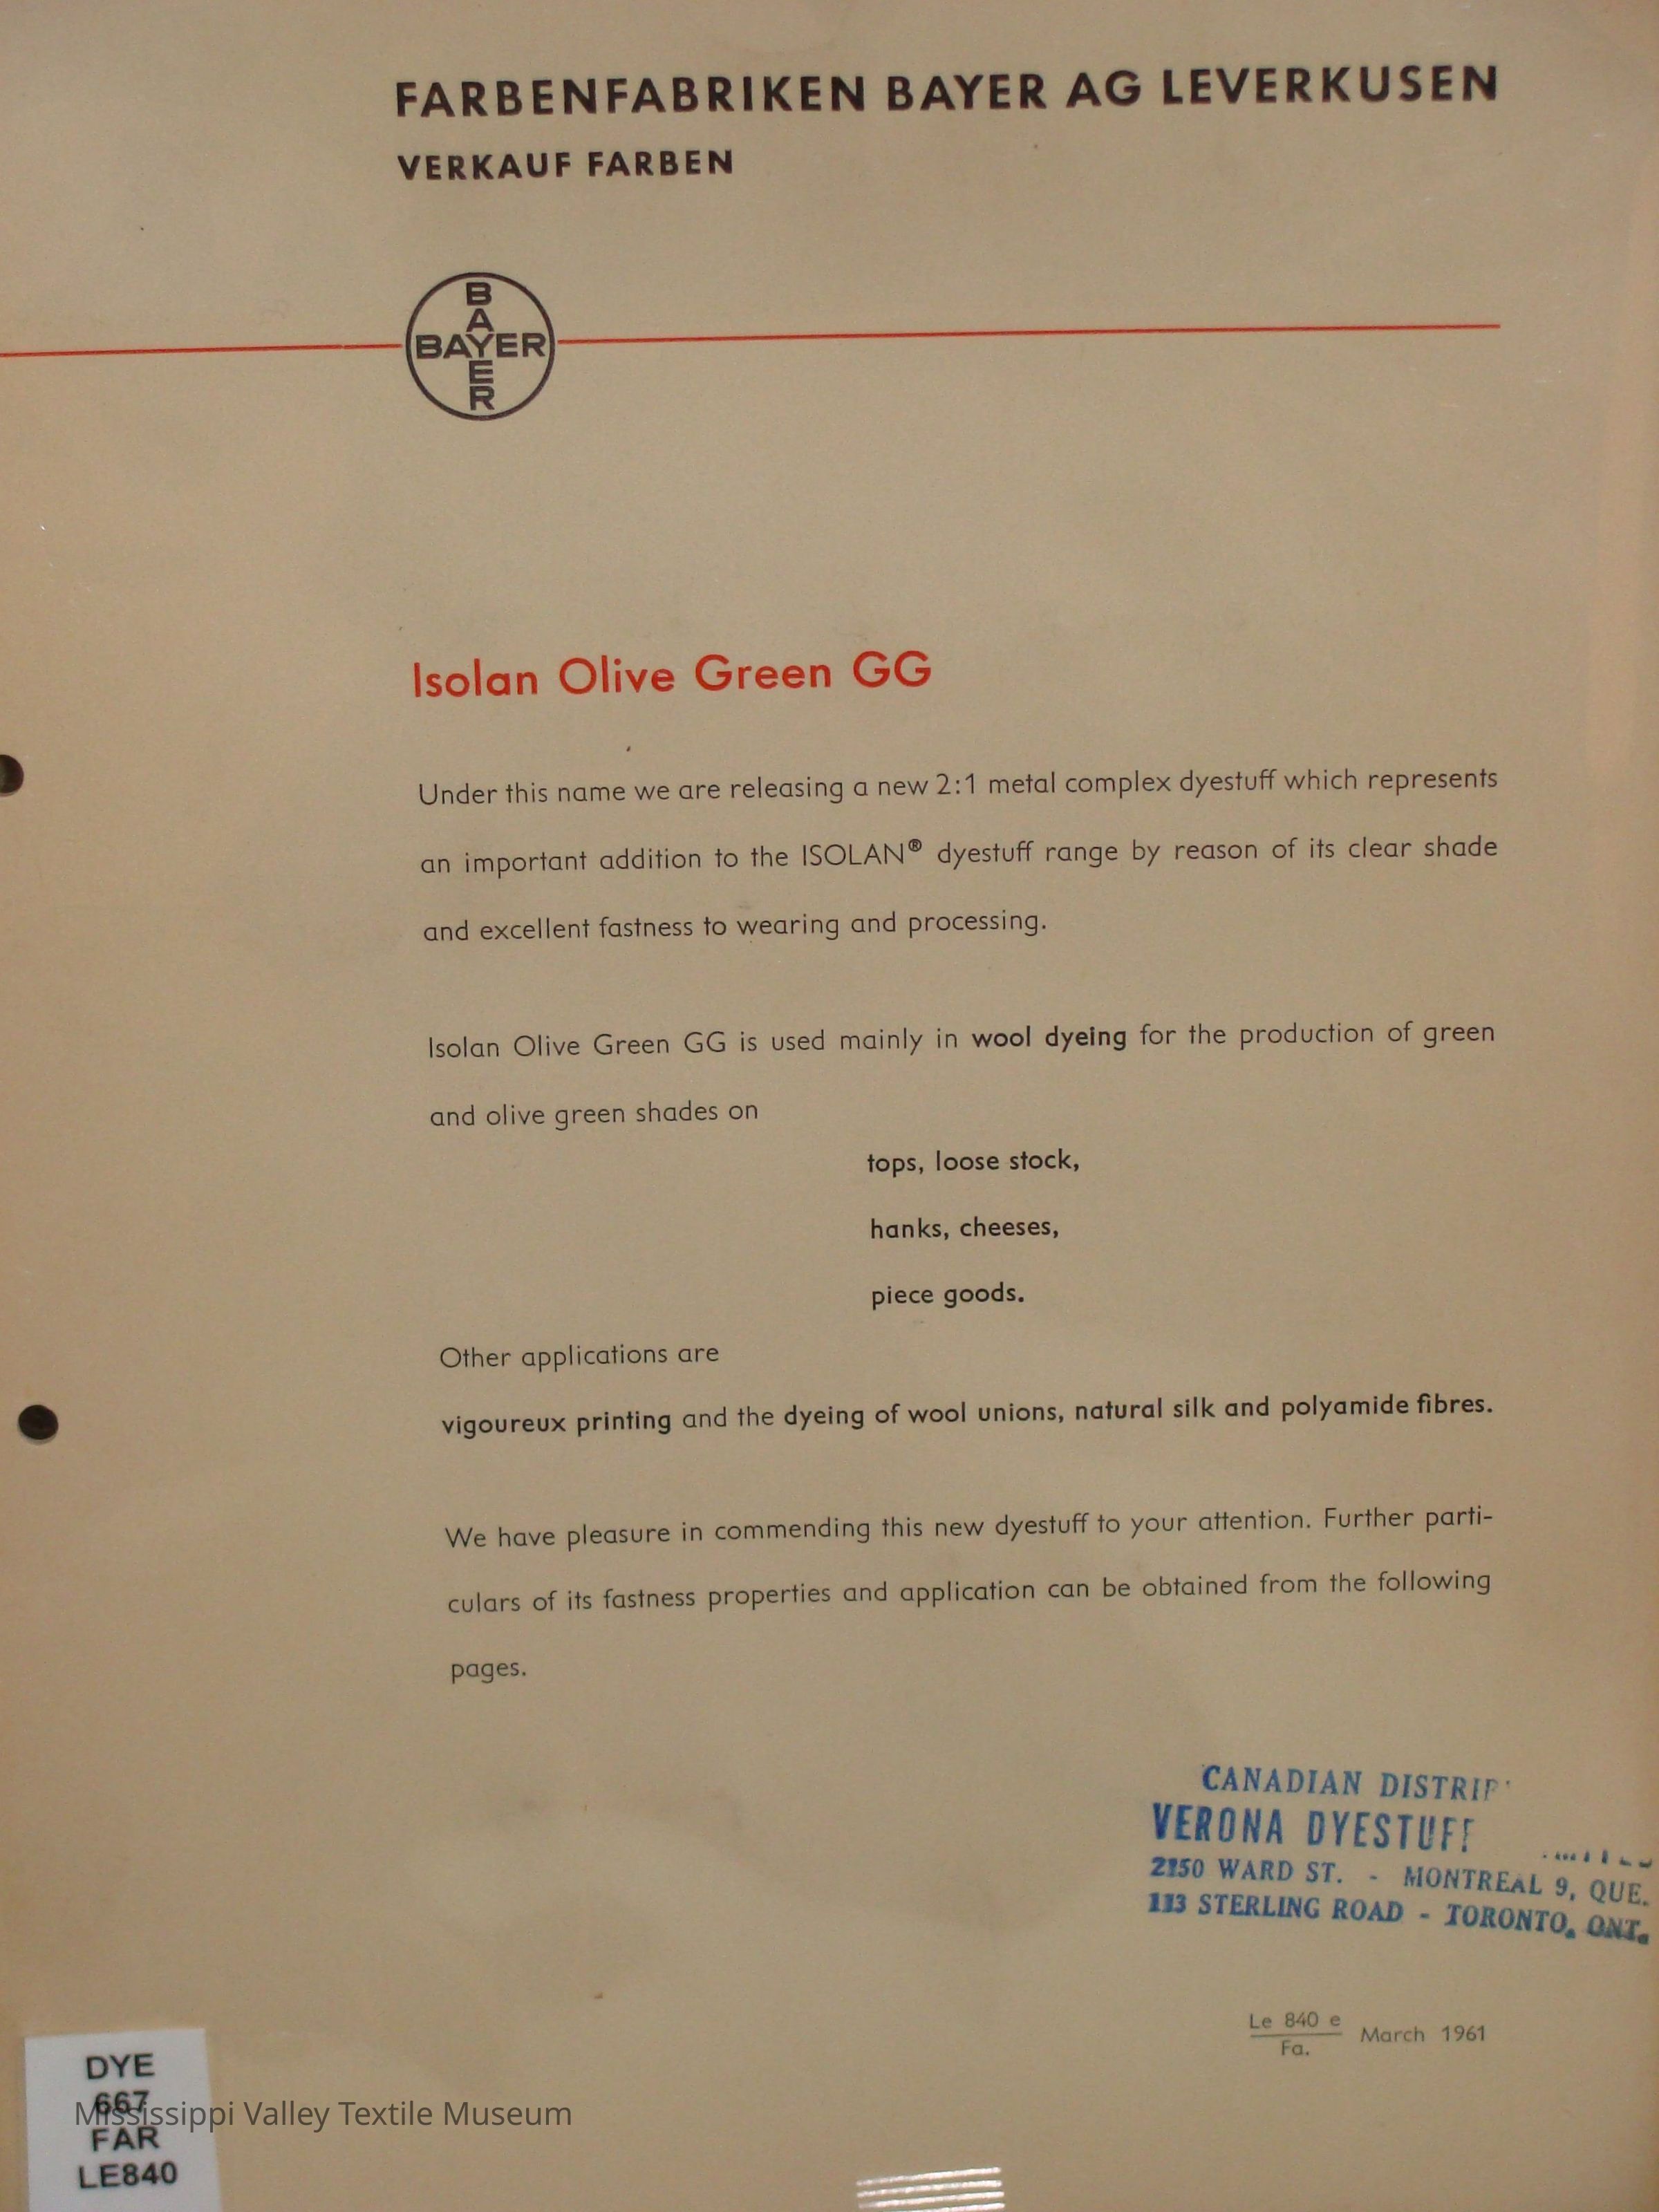 FARBENFABRIKEN BAYER AG LEVERKUSEN
VERKAUF FARBEN
BAYER
BAYER
Isolan Olive Green GG
Under this name we are releasing a new 2:1 metal complex dyestuff which represents
an important addition to the ISOLAN® dyestuff range by reason of its clear shade
and excellent fastness to wearing and processing.
Isolan Olive Green GG is used mainly in wool dyeing for the production of green
and olive green shades on
tops, loose stock,
hanks, cheeses,
piece goods.
Other applications are
vigoureux printing and the dyeing of wool unions, natural silk and polyamide fibres.
We have pleasure in commending this new dyestuff to your attention. Further parti-
culars of its fastness properties and application can be obtained from the following
pages.
CANADIAN
VERONA
WARD ST. - MONTREAL 9, QUE.
113 STERLING ROAD - TORONTO, ONT.
Le 840 e
Fa.
March 1961
DYE
667
FAR
LE840
Mississippi Valley Textile Museum